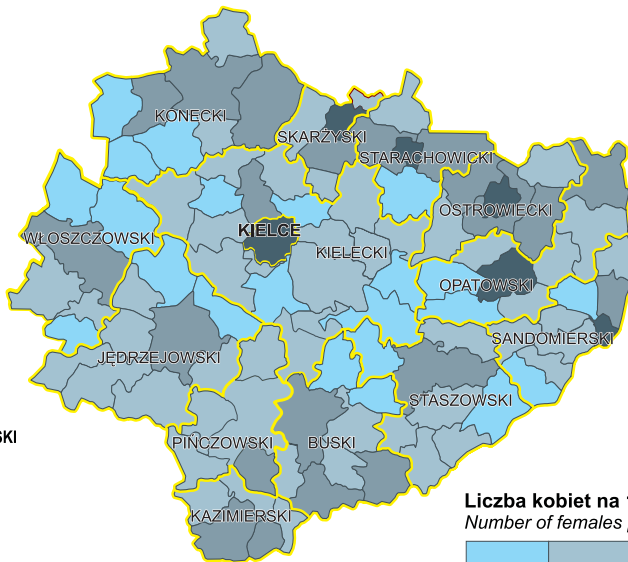 KONECKI
SKARŻYSKI
STARACHOWICKI
OSTROWIECKI
KIELCE
WŁOSZCZOWSKI
KIELECKI
OPATOWSKI
SANDOMIERSKI
JĘDRZEJOWSKI
STASZOWSKI
SKI
PIŃCZOWSKI
BUSKI
KAZIMIERSKI
Liczba kobiet na
Number of females